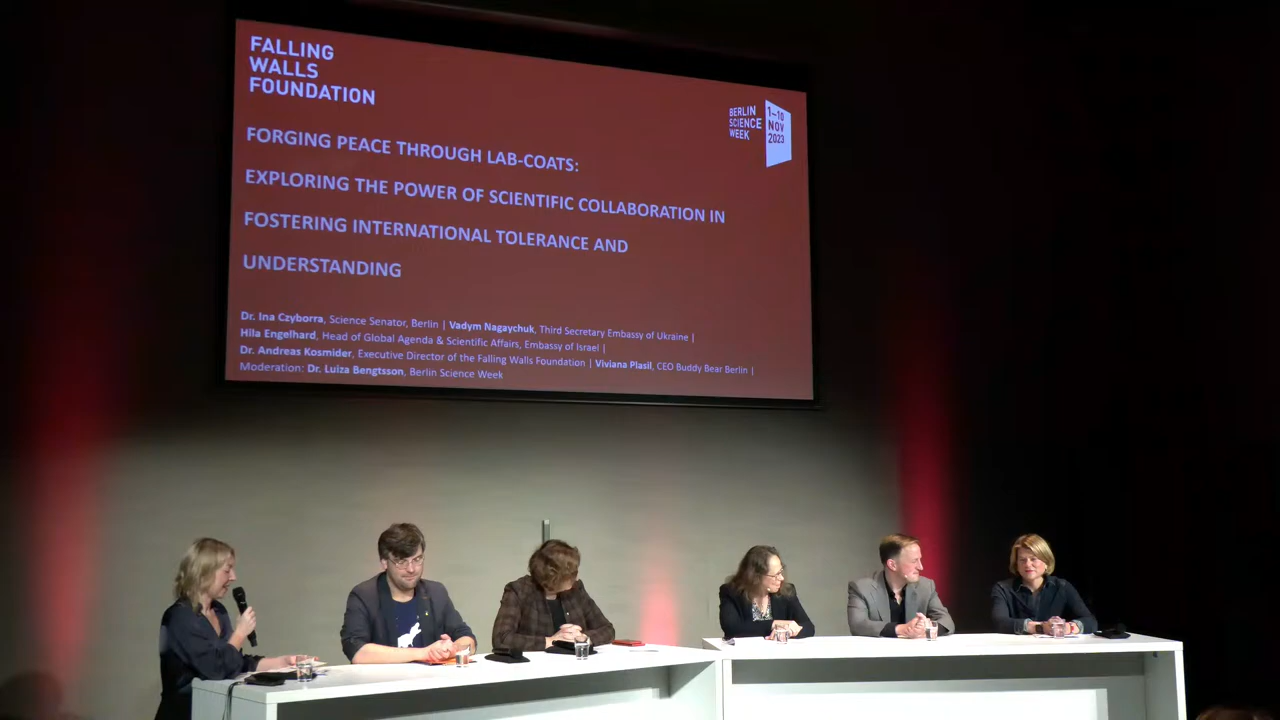 FALLING
WALLS
FOUNDATION
BERLIN
SCIENCE
WEEK
1–10
NOV
2023
FORGING PEACE THROUGH LAB-COATS:
EXPLORING THE POWER OF SCIENTIFIC COLLABORATION IN
FOSTERING INTERNATIONAL TOLERANCE AND
UNDERSTANDING
Dr. Ina Czyborra, Science Senator, Berlin | Vadym Nagaychuk, Third Secretary Embassy of Ukraine |
Hila Engelhard, Head of Global Agenda & Scientific Affairs, Embassy of Israel |
Dr. Andreas Kosmider, Executive Director of the Falling Walls Foundation | Viviana Plasil, CEO Buddy Bear Berlin |
Moderation: Dr. Luiza Bengtsson, Berlin Science Week